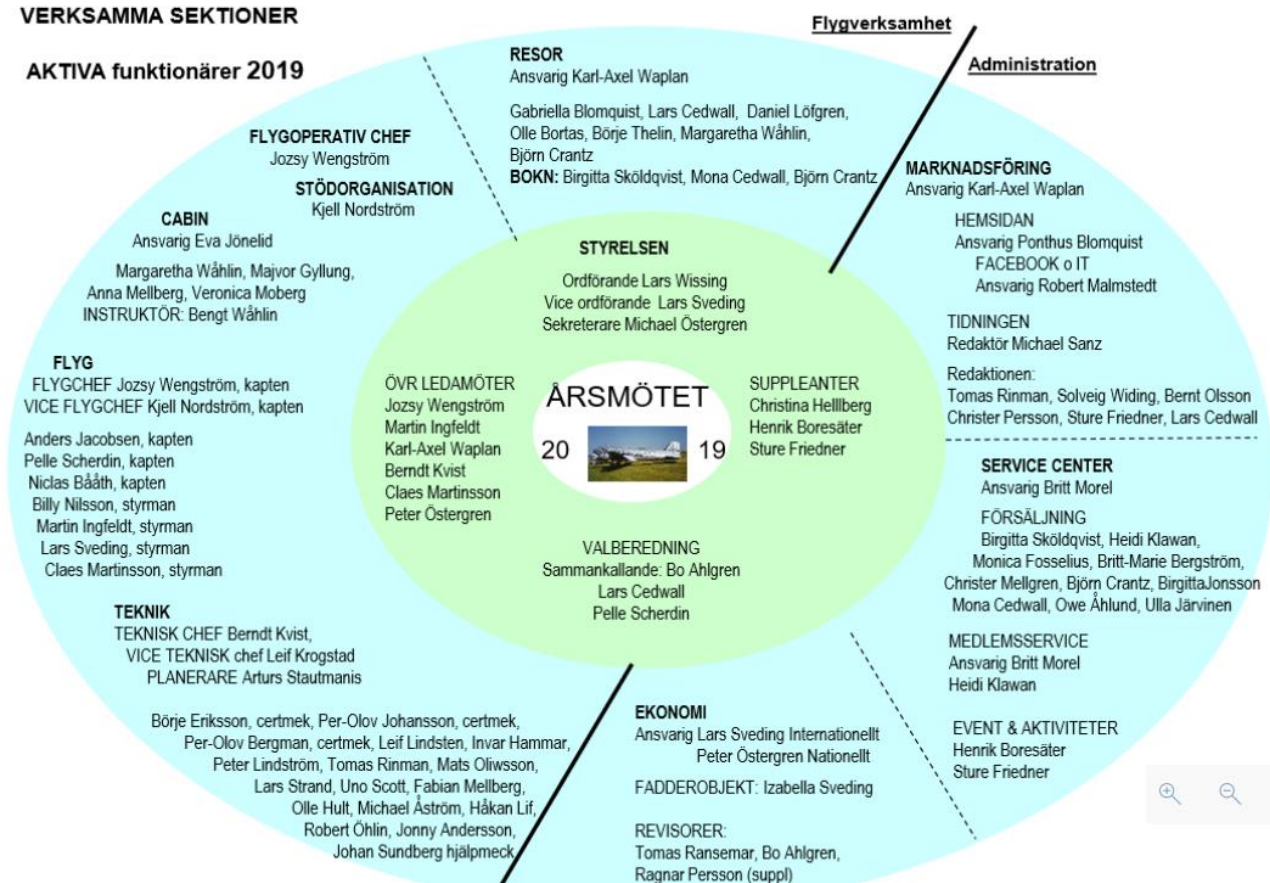 VERKSAMMA SEKTIONER
AKTIVA funktionärer 2019
Flygverksamhet
Administration
RESOR
Ansvarig Karl-Axel Waplan
Gabriella Blomquist, Lars Cedwall, Daniel Löfgren,
Olle Bortas, Börje Thelin, Margaretha Wåhlin,
Björn Crantz
BOKN: Birgitta Sköldqvist, Mona Cedwall, Björn Crantz
FLYGOPERATIV CHEF
Jozsy Wengström
STÖDORGANISATION
Kjell Nordström
CABIN
Ansvarig Eva Jönelid
Margaretha Wåhlin, Majvor Gyllung,
Anna Mellberg, Veronica Moberg
INSTRUKTÖR: Bengt Wåhlin
FLYG
FLYGCHEF Jozsy Wengström, kapten
VICE FLYGCHEF Kjell Nordström, kapten
Anders Jacobsen, kapten
Pelle Scherdin, kapten
Niclas Bååth, kapten
Billy Nilsson, styrman
Martin Ingfeldt, styrman
Lars Sveding, styrman
Claes Martinsson, styrman
TEKNIK
TEKNISK CHEF Berndt Kvist,
VICE TEKNISK chef Leif Krogstad
PLANERARE Arturs Stautmanis
Börje Eriksson, certmek, Per-Olov Johansson, certmek,
Per-Olov Bergman, certmek, Leif Lindsten, Invar Hammar,
Peter Lindström, Tomas Rinman, Mats Oliwsson,
Lars Strand, Uno Scott, Fabian Mellberg,
Olle Hult, Michael Åström, Håkan Lif,
Robert Öhlin, Jonny Andersson,
Johan Sundberg hjälpmeck
STYRELSEN
Ordförande Lars Wissing
Vice ordförande Lars Sveding
Sekreterare Michael Östergren
ÖVR LEDAMÖTER
Jozsy Wengström
Martin Ingfeldt
Karl-Axel Waplan
Berndt Kvist
Claes Martinsson
Peter Östergren
ÅRSMÖTET
20 19
SUPPLEANTER
Christina Helllberg
Henrik Boresäter
Sture Friedner
VALBEREDNING
Sammankallande: Bo Ahlgren
Lars Cedwall
Pelle Scherdin
MARKNADSFÖRING
Ansvarig Karl-Axel Waplan
HEMSIDAN
Ansvarig Ponthus Blomquist
FACEBOOK o IT
Ansvarig Robert Malmstedt
TIDNINGEN
Redaktör Michael Sanz
Redaktionen:
Tomas Rinman, Solveig Widing, Bernt Olsson
Christer Persson, Sture Friedner, Lars Cedwall
SERVICE CENTER
Ansvarig Britt Morel
FÖRSÄLJNING
Birgitta Sköldqvist, Heidi Klawan,
Monica Fosselius, Britt-Marie Bergström,
Christer Mellgren, Björn Crantz, BirgittaJonsson
Mona Cedwall, Owe Åhlund, Ulla Järvinen
MEDLEMSSERVICE
Ansvarig Britt Morel
Heidi Klawan
EVENT & AKTIVITETER
Henrik Boresäter
Sture Friedner
EKONOMI
Ansvarig Lars Sveding Internationellt
Peter Östergren Nationellt
FADDEROBJEKT: Izabella Sveding
REVISORER:
Tomas Ransemar, Bo Ahlgren,
Ragnar Persson (suppl)